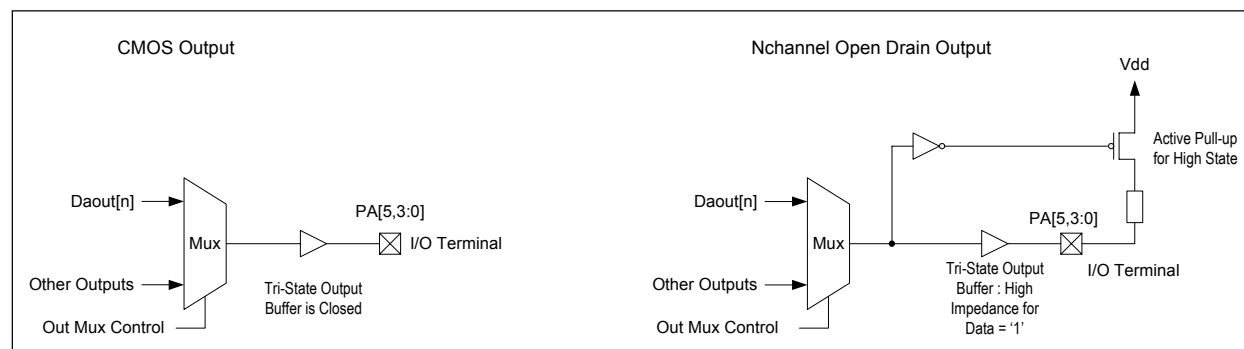 CMOS Output
Daout[n]
Mux
PA[5,3:0]
I/O Terminal
Other Outputs
Tri-State Output
Buffer is Closed
Out Mux Control
Nchannel Open Drain Output
Vdd
Active Pull-up
for High State
Daout[n]
Mux
PA[5,3:0]
I/O Terminal
Other Outputs
Tri-State Output
Buffer : High
Impedance for
Data = ‘1’
Out Mux Control